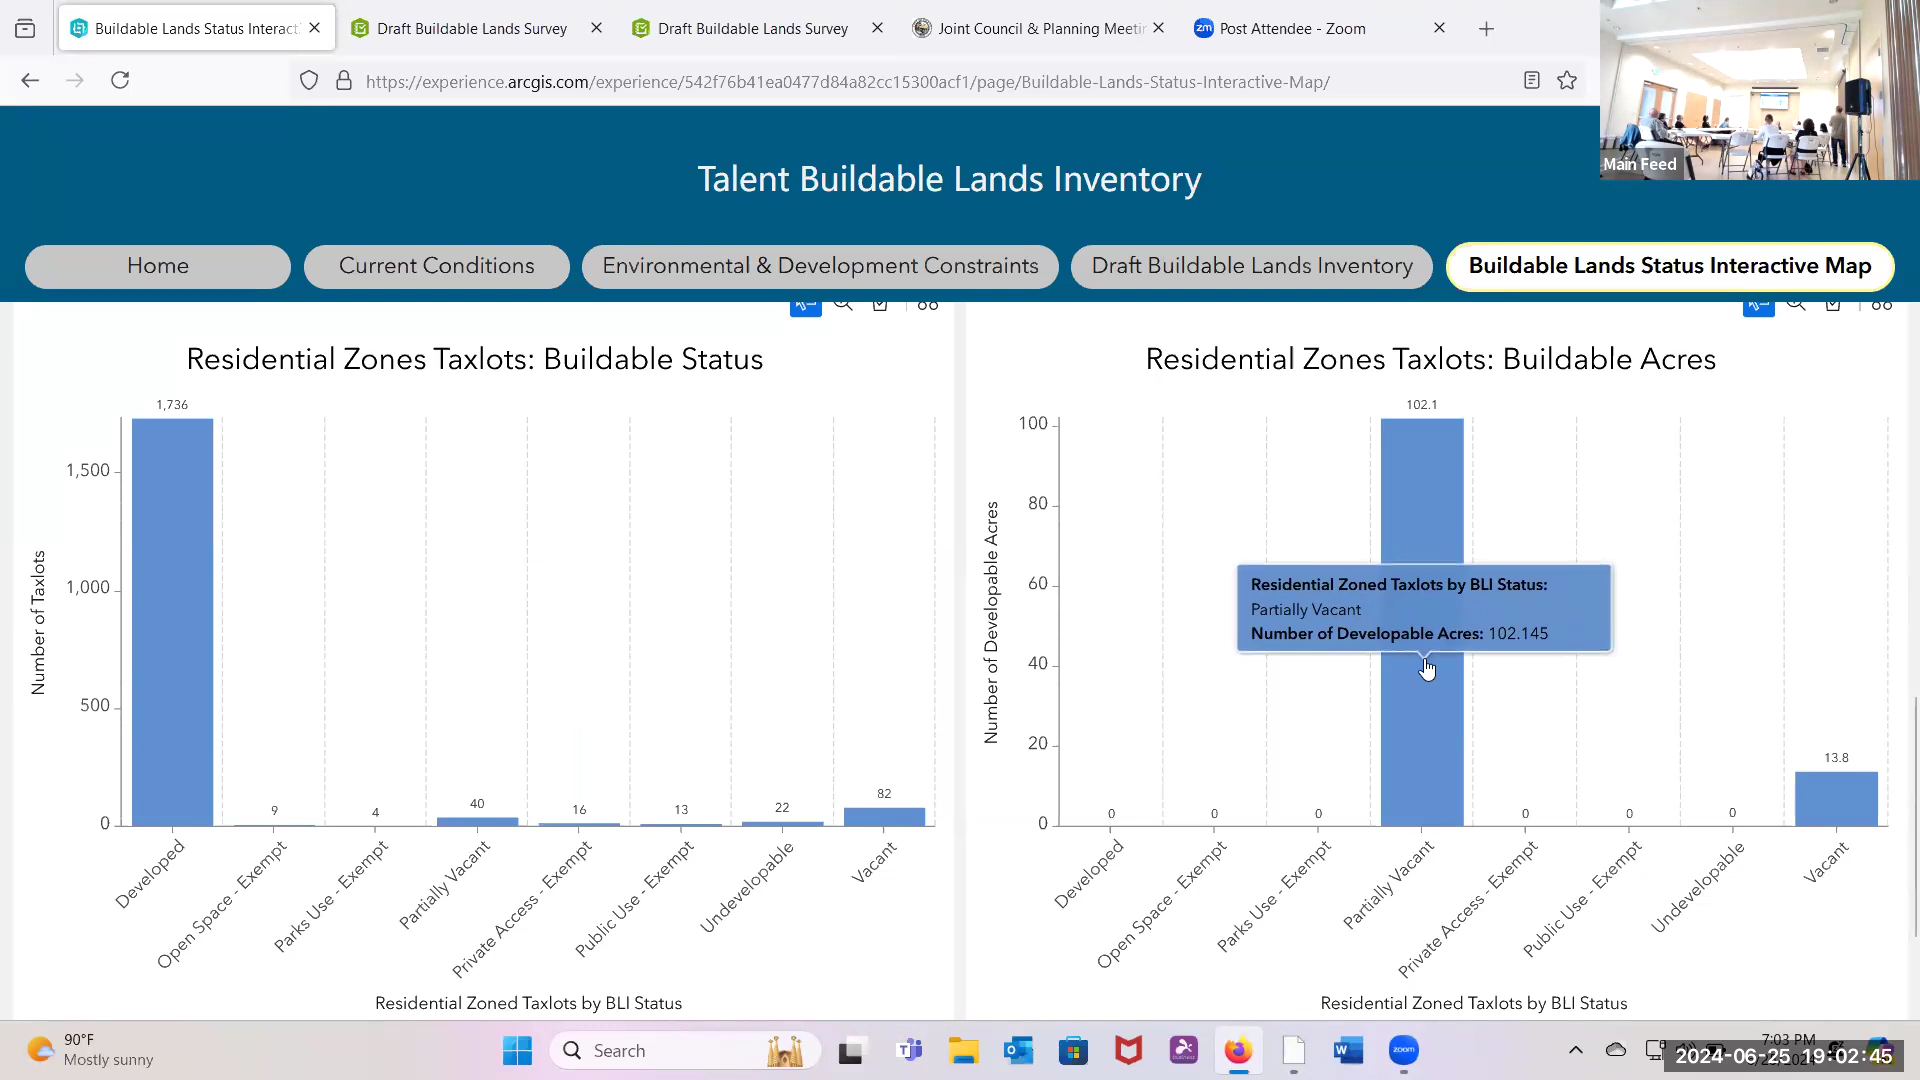 Buildable Lands Status Interact
Draft Buildable Lands Survey
Draft Buildable Lands Survey
Joint Council & Planning Meetin
Post Attendee - Zoom
https://experience.arcgis.com/experience/542f76b41ea0477d84a82cc15300acf1/page/Buildable-Lands-Status-Interactive-Map/
Main Feed
Talent Buildable Lands Inventory
Home
Current Conditions
Environmental & Development Constraints
Draft Buildable Lands Inventory
Buildable Lands Status Interactive Map
Residential Zones Taxlots: Buildable Status
1,736
1,500
1,000
500
0
9
4
40
16
13
22
82
Number of Taxlots
Developed
Open Space - Exempt
Parks Use - Exempt
Partially Vacant
Private Access - Exempt
Public Use - Exempt
Undevelopable
Vacant
Residential Zoned Taxlots by BLI Status
Residential Zones Taxlots: Buildable Acres
102.1
100
80
60
40
20
0
0
0
0
0
0
0
13.8
Number of Developable Acres
Residential Zoned Taxlots by BLI Status:
Partially Vacant
Number of Developable Acres: 102.145
Developed
Open Space - Exempt
Parks Use - Exempt
Partially Vacant
Private Access - Exempt
Public Use - Exempt
Undevelopable
Vacant
Residential Zoned Taxlots by BLI Status
90°F
Mostly sunny
Search
zoom
7:03 PM
2024-06-25 19:02:45